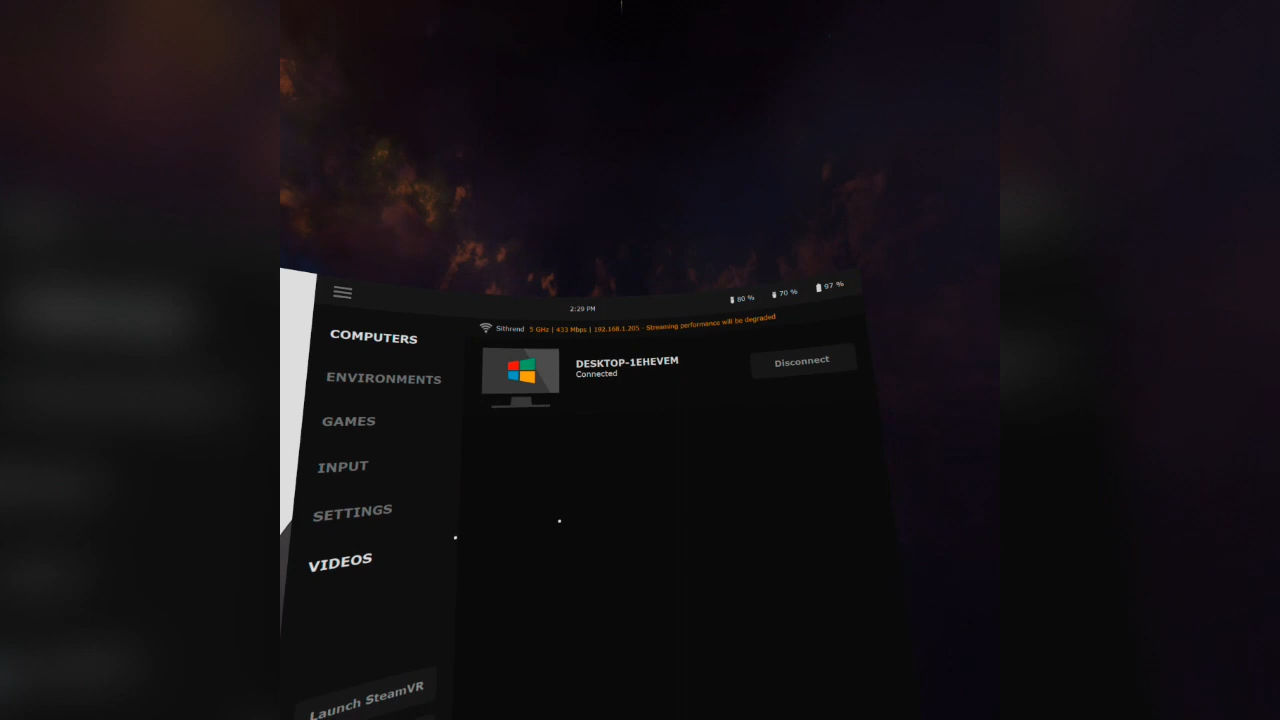 2:29 PM
80 %
70 %
97 %
Sithrend 5 GHz | 433 Mbps | 192.168.1.205 - Streaming performance will be degraded
COMPUTERS
ENVIRONMENTS
GAMES
INPUT
SETTINGS
VIDEOS
DESKTOP-1EHEVEM
Connected
Disconnect
Launch SteamVR